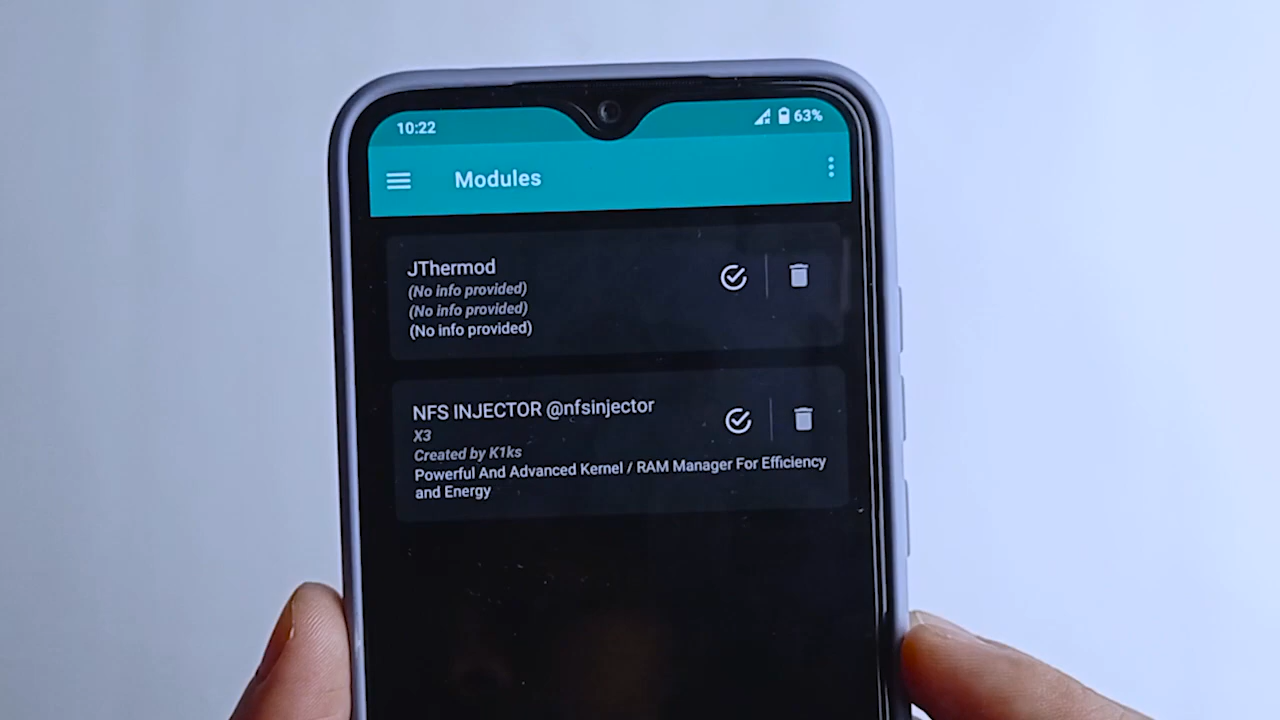 10:22
63%
Modules
JThermod
(No info provided)
(No info provided)
(No info provided)
NFS INJECTOR @nfsinjector
X3
Created by K1ks
Powerful And Advanced Kernel / RAM Manager For Efficiency
and Energy